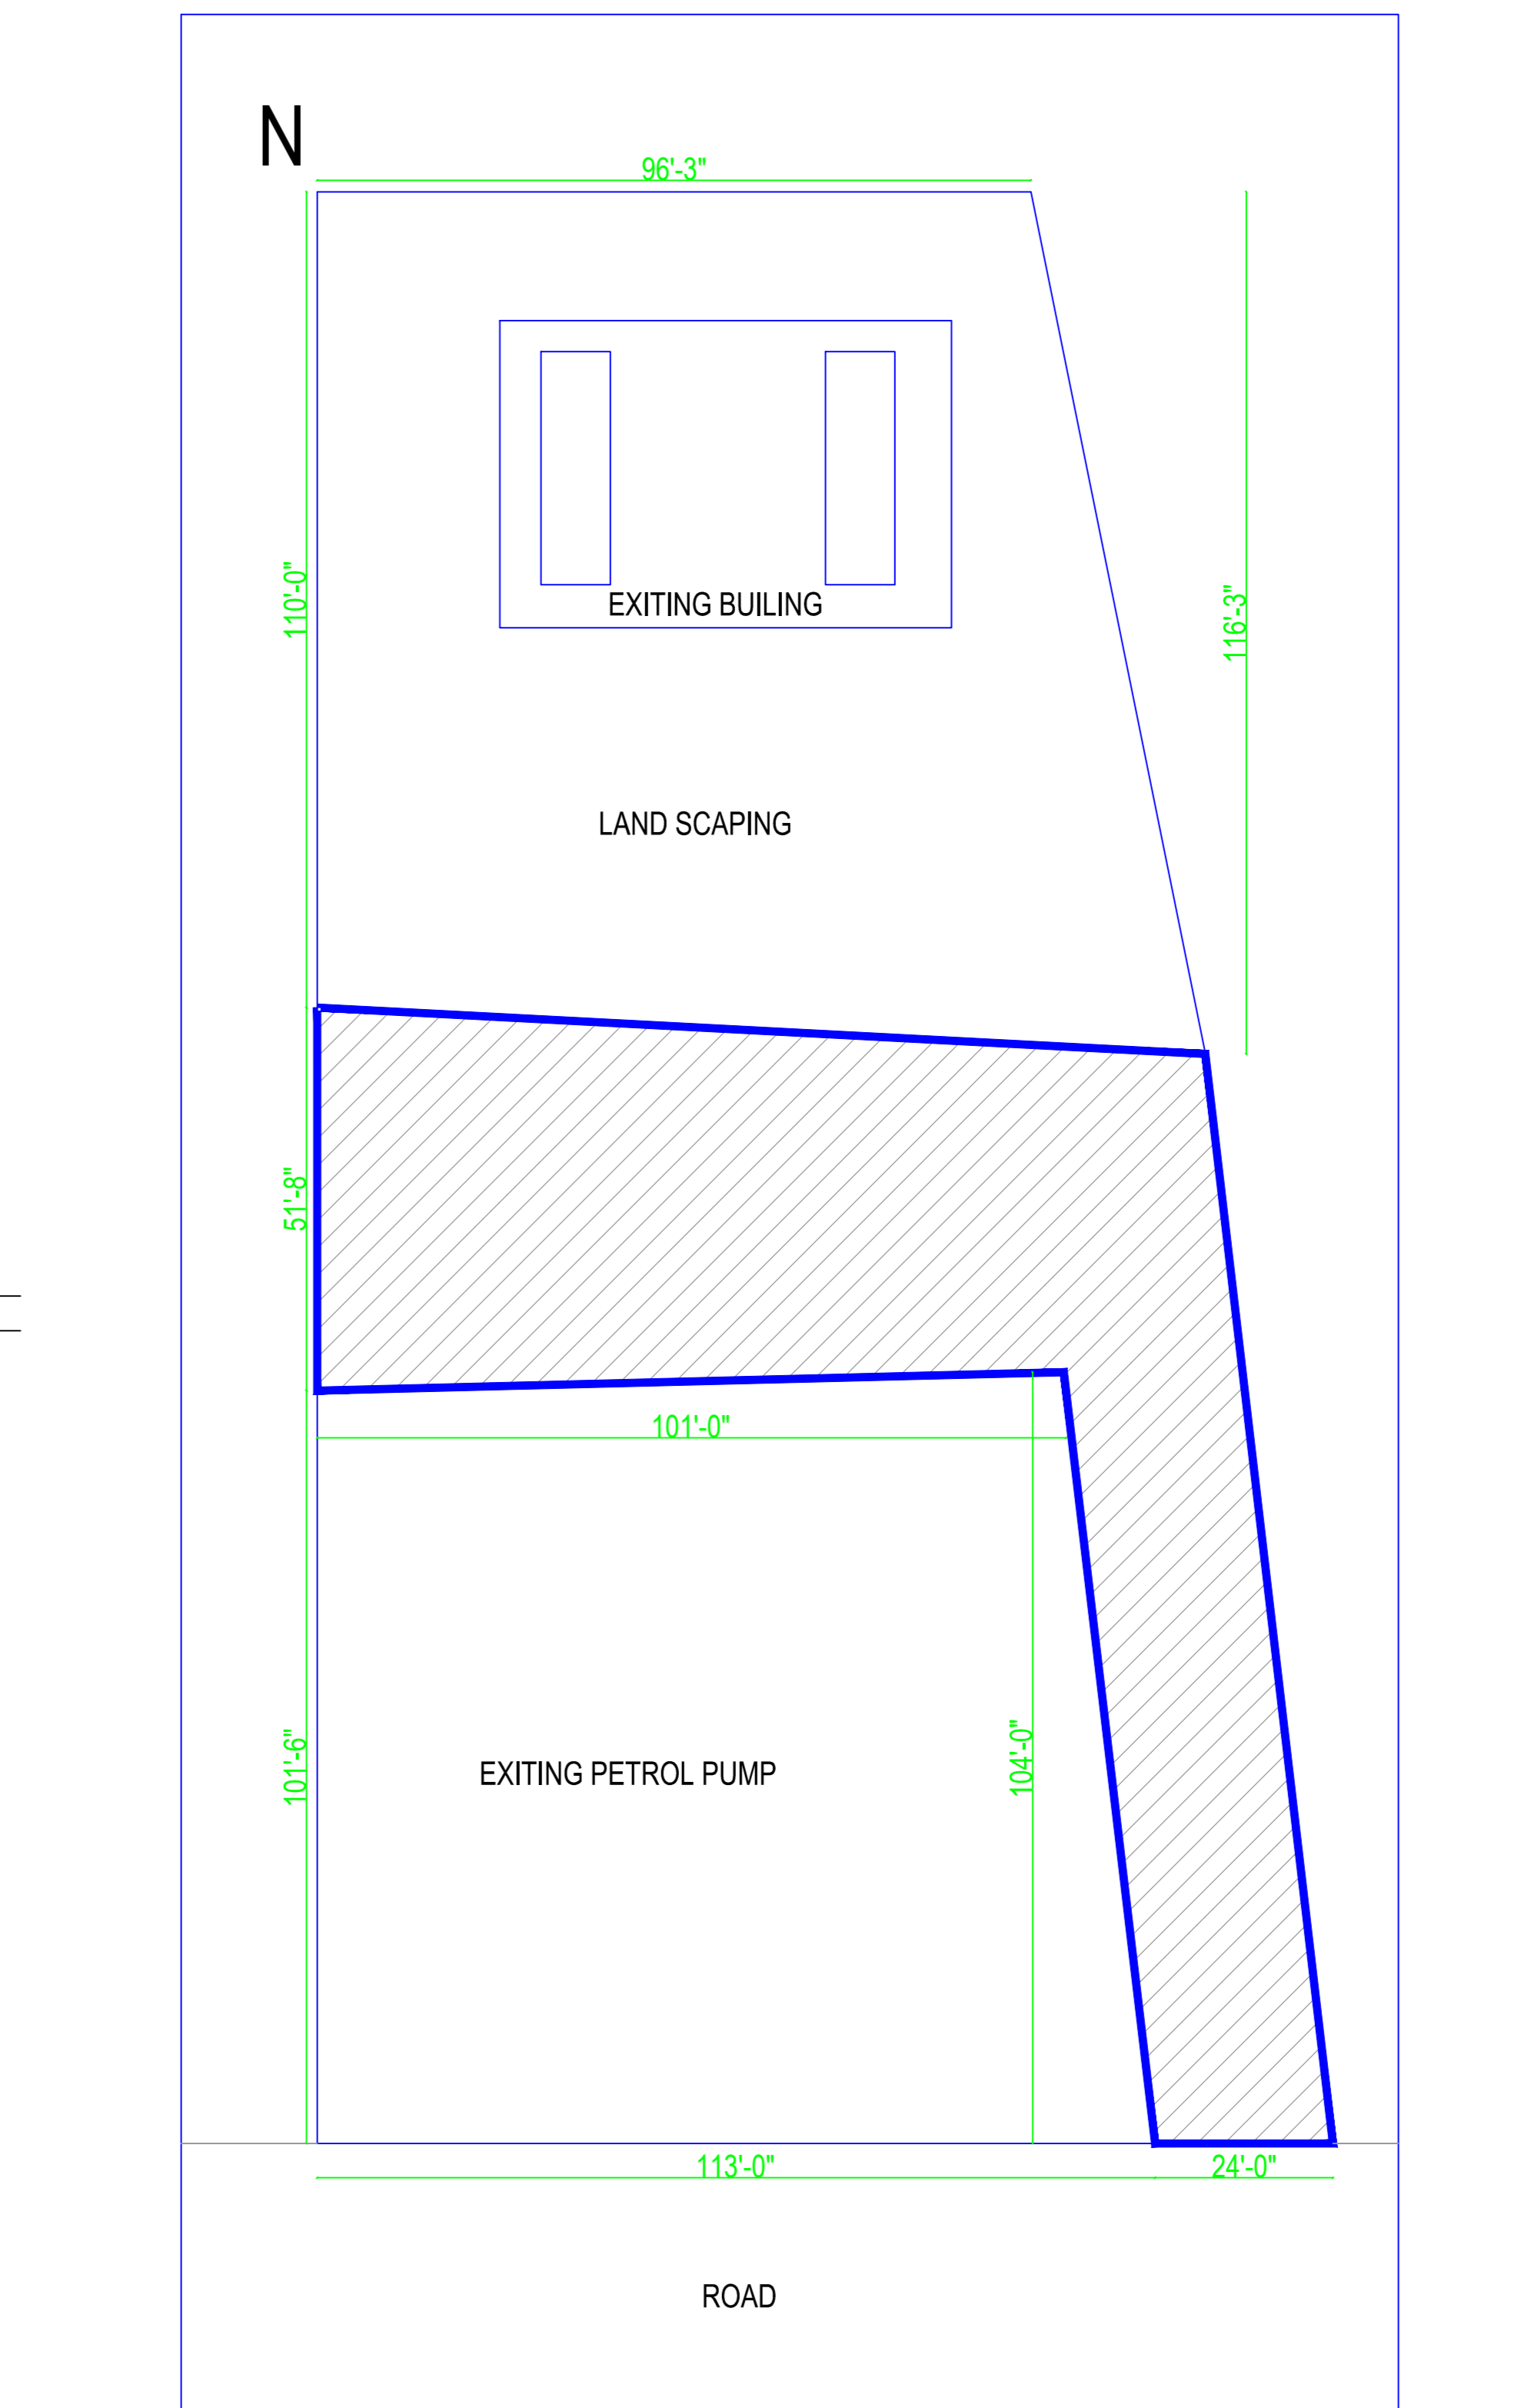 N
96'-3"
110'-0"
116'-3"
EXITING BUILING
LAND SCAPING
51'-8"
101'-0"
101'-6"
104'-0"
EXITING PETROL PUMP
113'-0"
24'-0"
ROAD